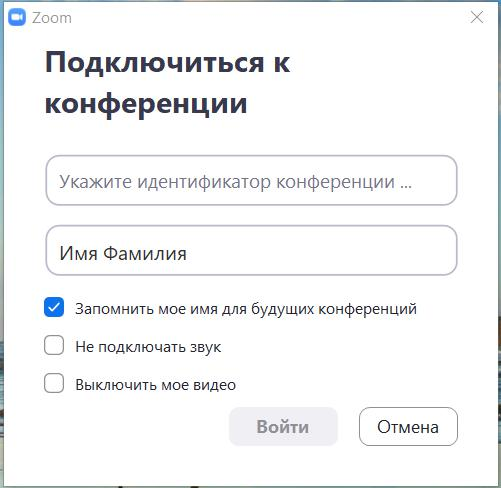 Zoom
Подключиться к
конференции
Укажите идентификатор конференции ...
Имя Фамилия
Запомнить мое имя для будущих конференций
Не подключать звук
Выключить мое видео
Войти
Отмена